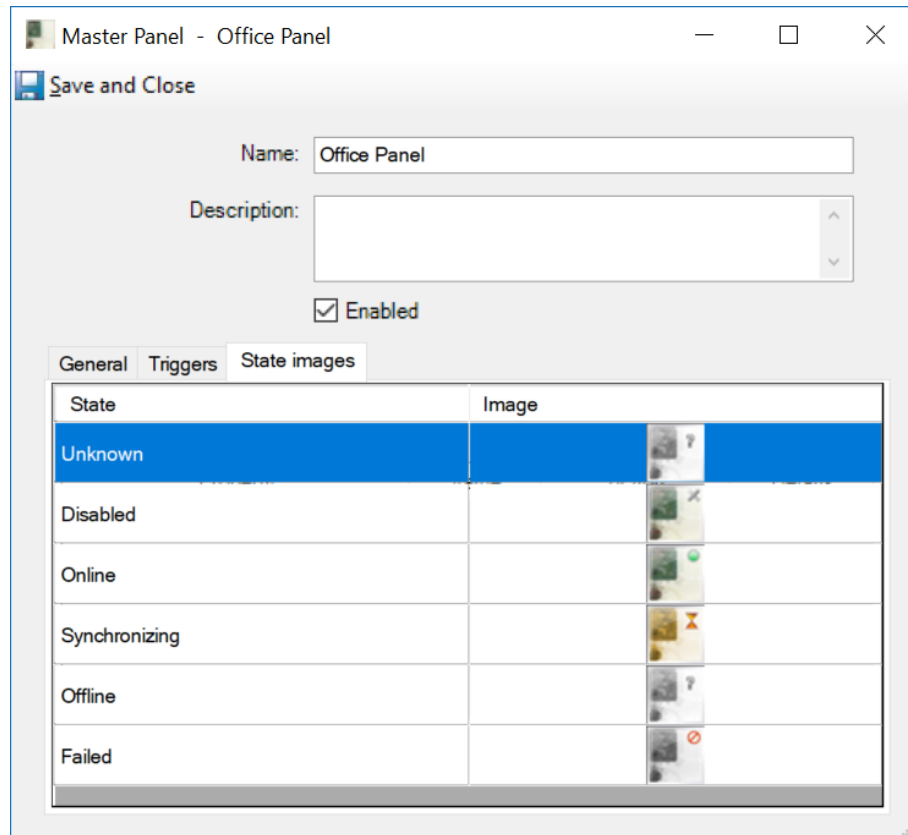 Master Panel - Office Panel
Save and Close
Name: Office Panel
Description:
Enabled
General Triggers State images
State Image
Unknown
Disabled
Online
Synchronizing
Offline
Failed